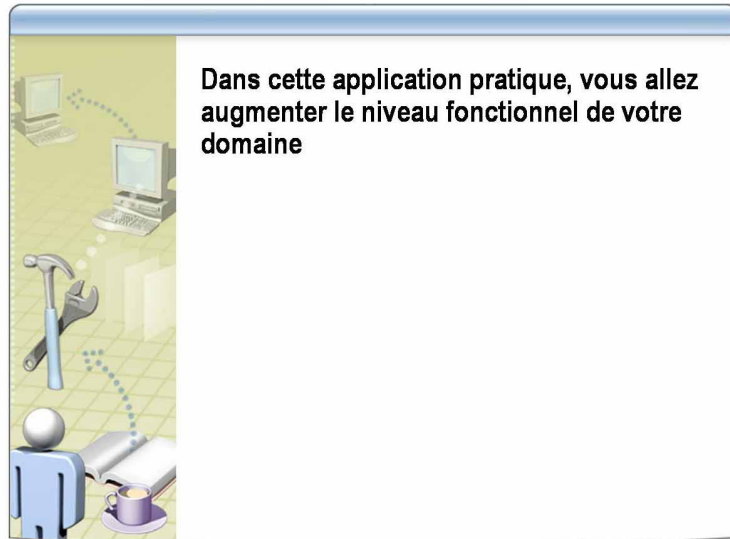 Dans cette application pratique, vous allez
augmenter le niveau fonctionnel de votre
domaine